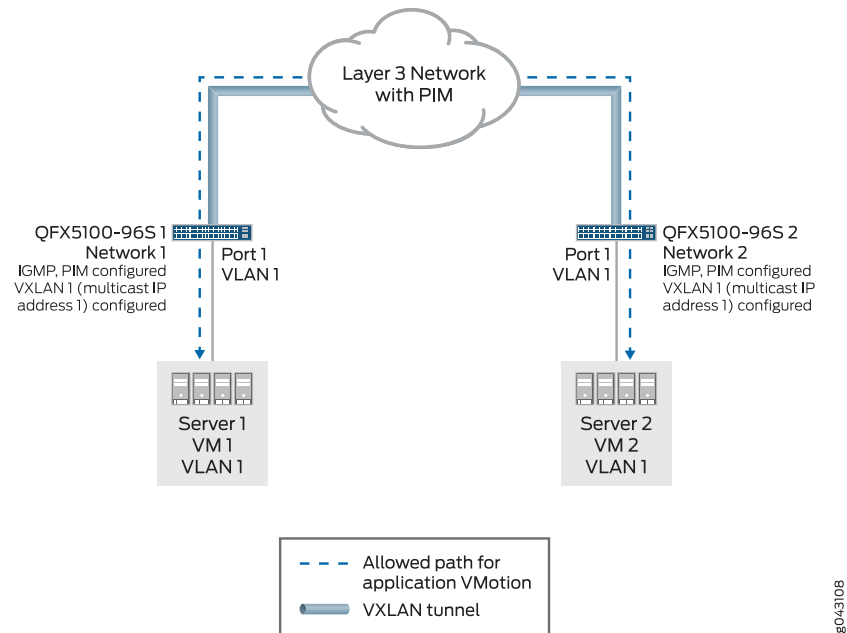 Layer 3 Network
with PIM
QFX5100-96S 1
Network 1
IGMP, PIM configured
VXLAN 1 (multicast IP
address 1) configured
Port 1
VLAN 1
Port 1
VLAN 1
QFX5100-96S 2
Network 2
IGMP, PIM configured
VXLAN 1 (multicast IP
address 1) configured
Server 1
VM 1
VLAN 1
Server 2
VM 2
VLAN 1
Allowed path for
application VMotion
VXLAN tunnel
g043108